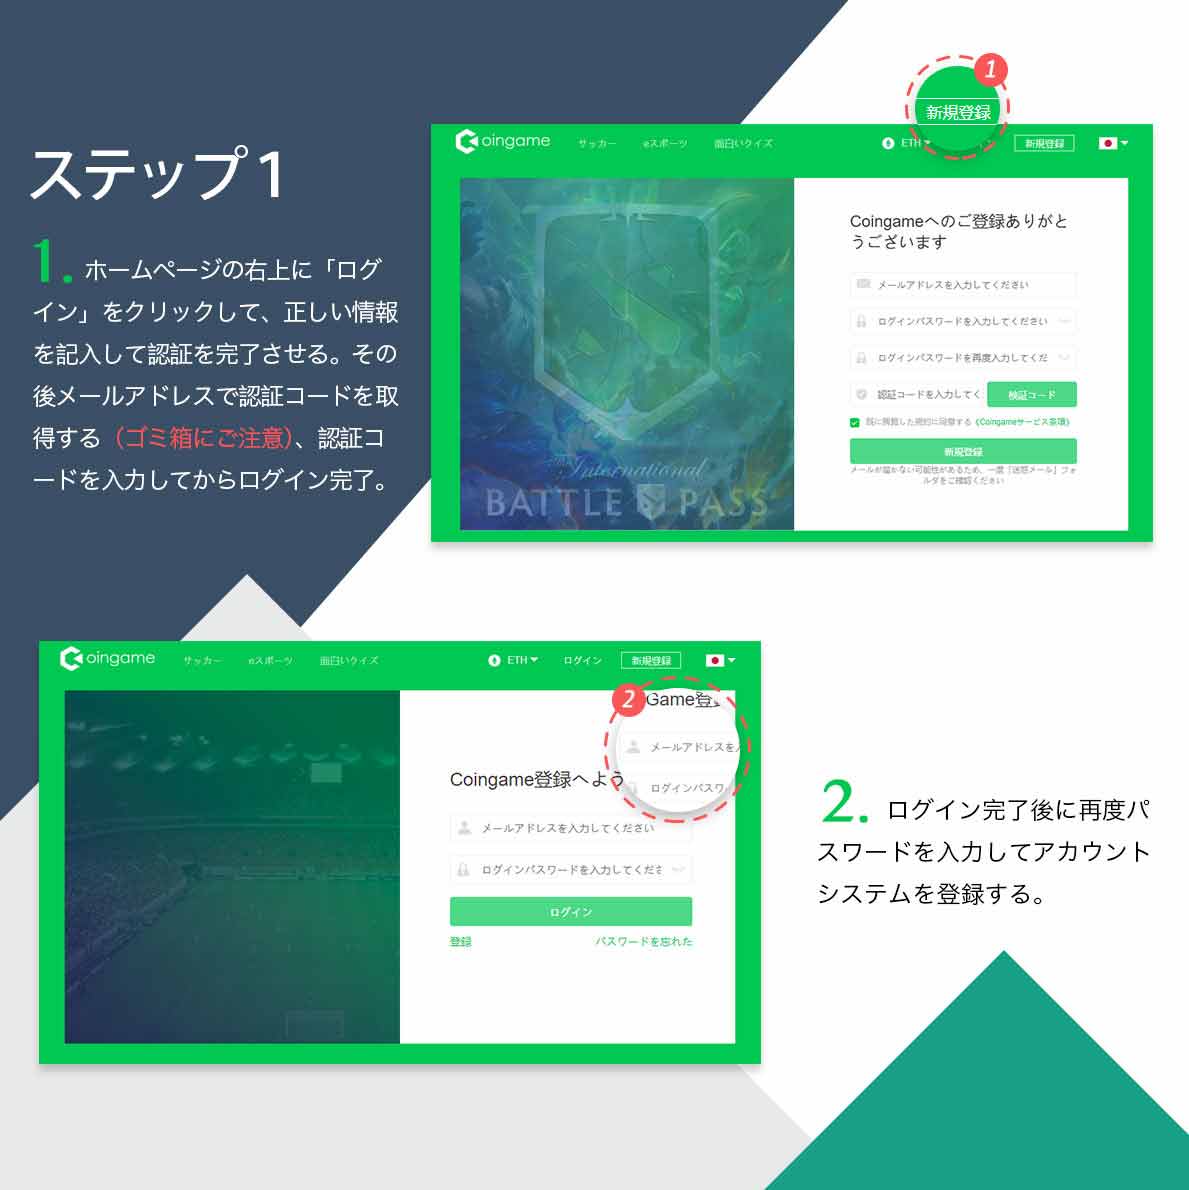 ステップ1
1. ホームページの右上に「ログ
イン」をクリックして、正しい情報
を記入して認証を完了させる。その
後メールアドレスで認証コードを取
得する（ゴミ箱にご注意）、認証コ
ードを入力してからログイン完了。
1
新規登録
Coingame サッカー eスポーツ 面白いクイズ ETH 新規登録
Coingameへのご登録ありがと
うございます
メールアドレスを入力してください
ログインパスワードを入力してください
ログインパスワードを再度入力してくだ
認証コードを入力してく 検証コード
既に閲覧した規約に同意する《Coingameサービス条項》
新規登録
メールが届かない可能性があるため、一度「迷惑メール」フォ
ルダをご確認ください
International
BATTLE PASS
Coingame サッカー eスポーツ 面白いクイズ ETH ログイン 新規登録
2
Game登
メールアドレスを入
ログインパスワ
Coingame登録へよう
メールアドレスを入力してください
ログインパスワードを入力してくださ
ログイン
登録 パスワードを忘れた
2. ログイン完了後に再度パ
スワードを入力してアカウント
システムを登録する。